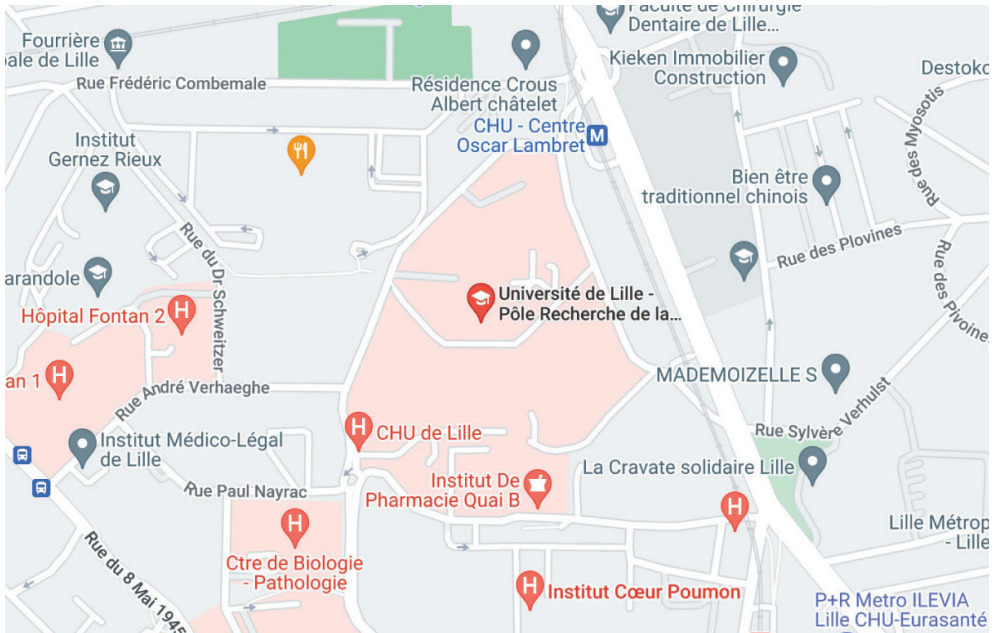 Faculté de Chirurgie
Dentaire de Lille...
Fourrière
ale de Lille
Kieken Immobilier
Construction
Destoko
Rue Frédéric Combemale
Résidence Crous
Albert châtelet
CHU - Centre
Oscar Lambret
M
Institut
Gernez Rieux
Rue des Myosotis
Bien être
traditionnel chinois
Rue des Plovines
Rue du Dr Schweitzer
Rue des Pivoine
arandole
Hôpital Fontan 2
H
Université de Lille -
Pôle Recherche de la...
an 1
H
Rue André Verhaeghe
MADEMOIZELLE S
H
CHU de Lille
Rue Sylvère Verhulst
Institut Médico-Légal
de Lille
La Cravate solidaire Lille
Institut De
Pharmacie Quai B
Rue Paul Nayrac
H
H
Lille Métrop
- Lille
Ctre de Biologie
- Pathologie
Rue du 8 Mai 1945
H
Institut Cœur Poumon
P+R Metro ILEVIA
Lille CHU-Eurasanté